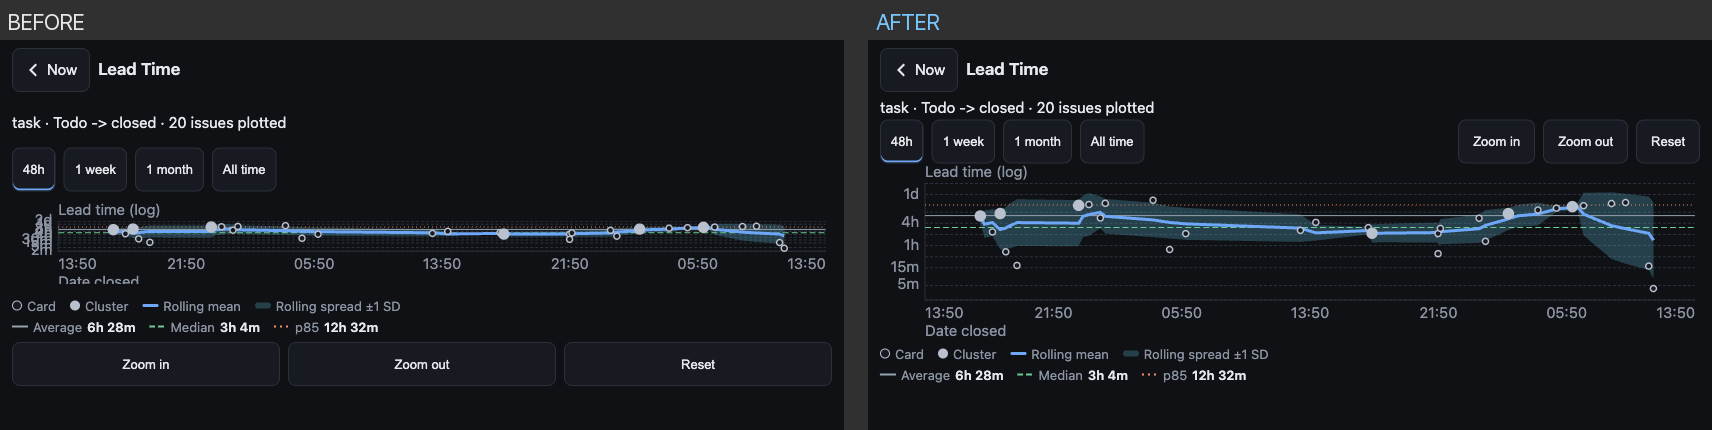 BEFORE
Now Lead Time
task · Todo -> closed · 20 issues plotted
48h 1 week 1 month All time
Lead time (log)
2m
13:50 21:50 05:50 13:50 21:50 05:50 13:50
Date closed
Card Cluster Rolling mean Rolling spread ±1 SD
Average 6h 28m Median 3h 4m p85 12h 32m
Zoom in Zoom out Reset
AFTER
Now Lead Time
task · Todo -> closed · 20 issues plotted
48h 1 week 1 month All time Zoom in Zoom out Reset
Lead time (log)
1d
4h
1h
15m
5m
13:50 21:50 05:50 13:50 21:50 05:50 13:50
Date closed
Card Cluster Rolling mean Rolling spread ±1 SD
Average 6h 28m Median 3h 4m p85 12h 32m